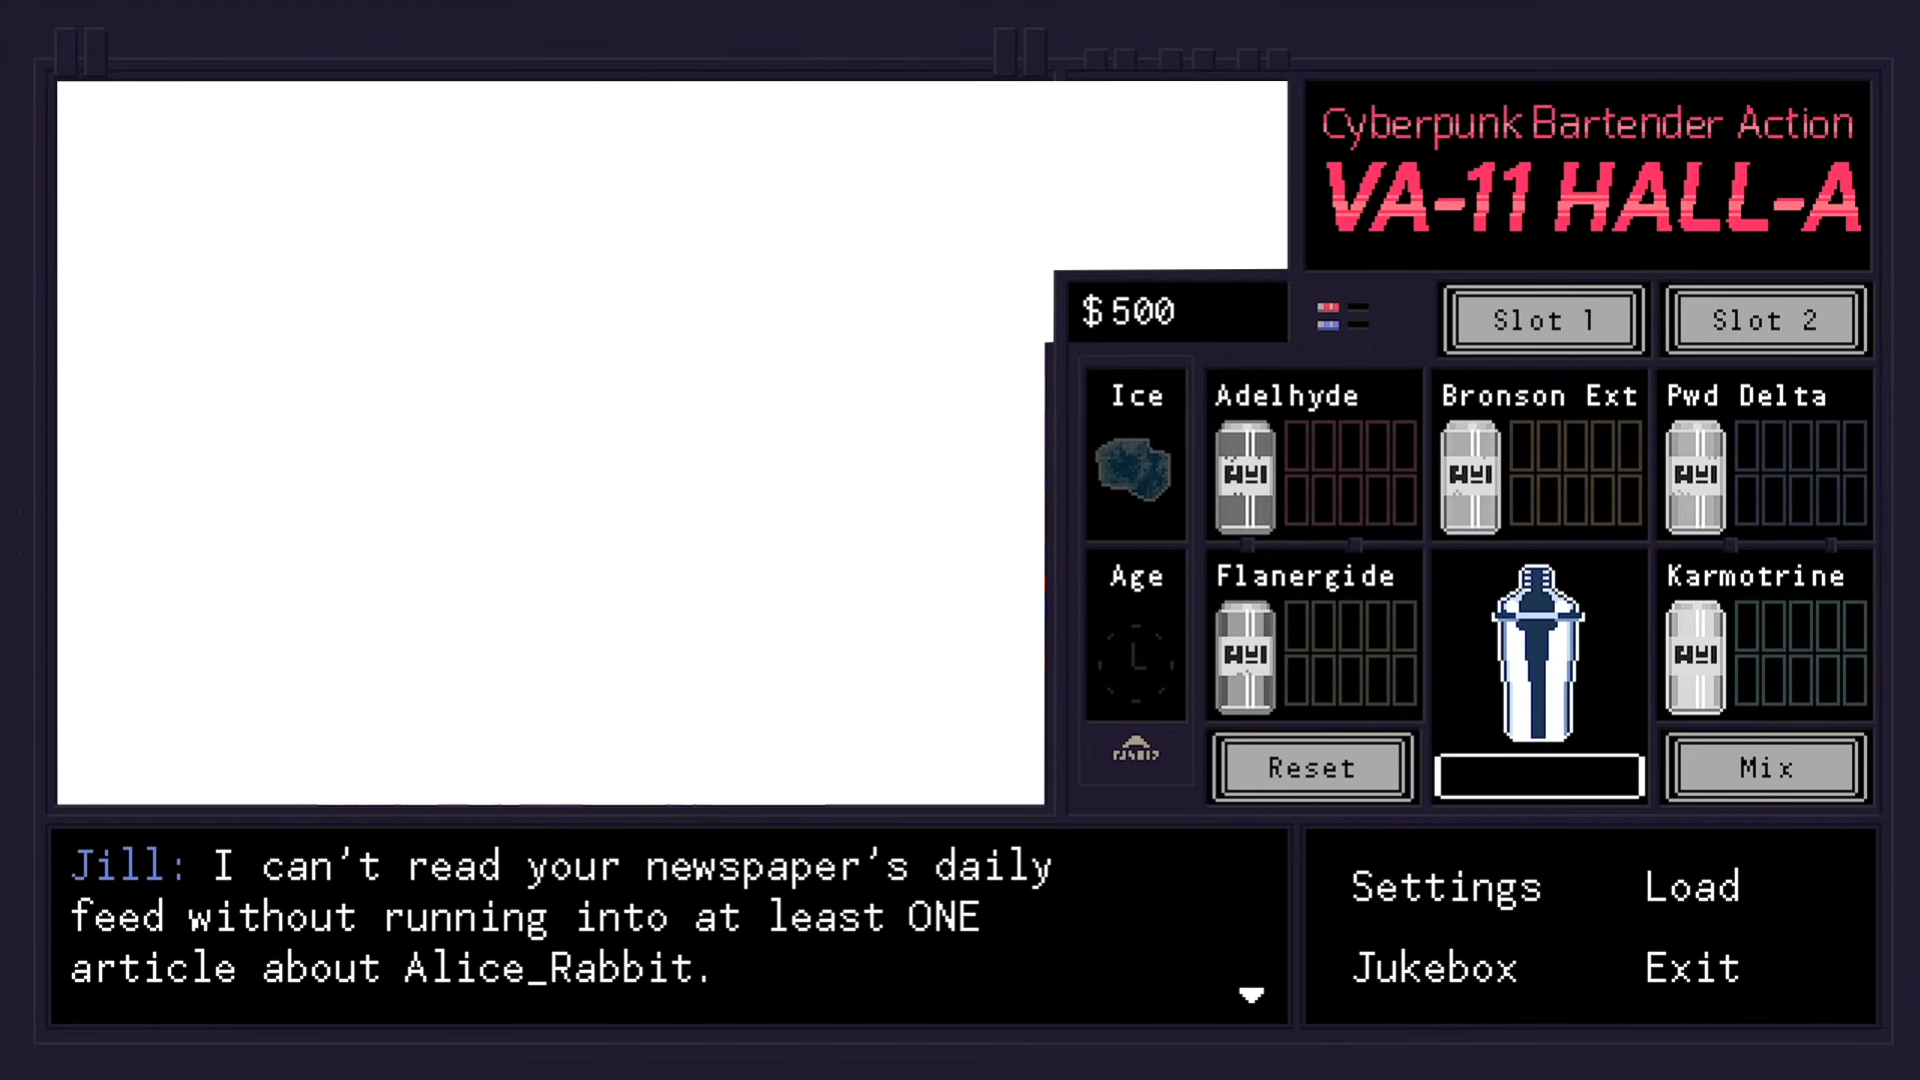 Cyberpunk Bartender Action
VA-11 HALL-A
$500
Slot 1
Slot 2
Ice
Adelhyde
Bronson Ext
Pwd Delta
Age
Flanergide
Karmotrine
Reset
Mix
Jill: I can't read your newspaper's daily
feed without running into at least ONE
article about Alice_Rabbit.
Settings
Load
Jukebox
Exit